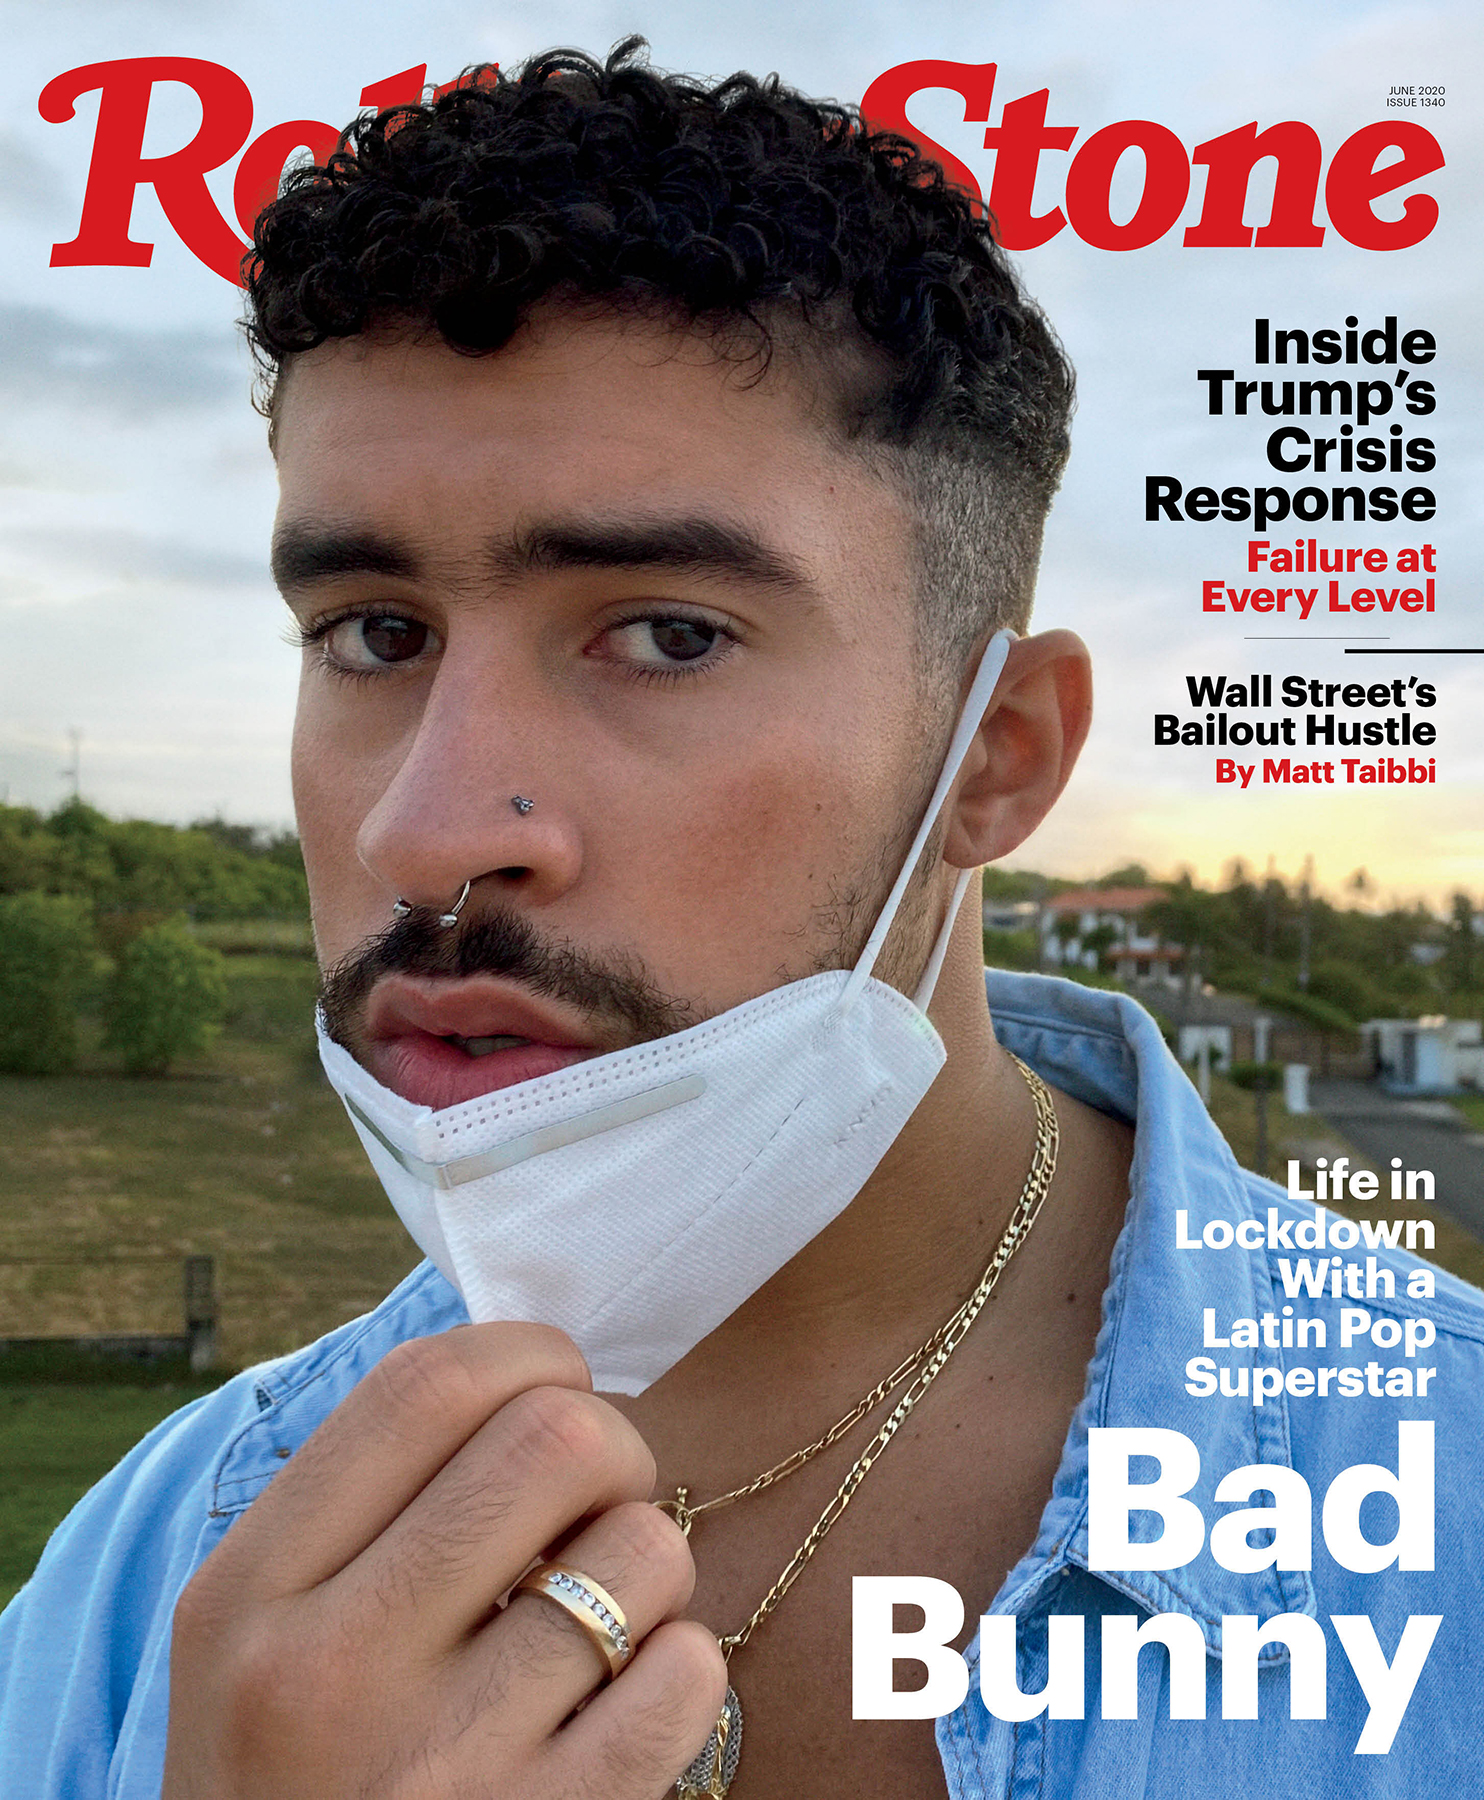 Rolling Stone
JUNE 2020
ISSUE 1340
Inside
Trump's
Crisis
Response
Failure at
Every Level
Wall Street's
Bailout Hustle
By Matt Taibbi
Life in
Lockdown
With a
Latin Pop
Superstar
Bad
Bunny